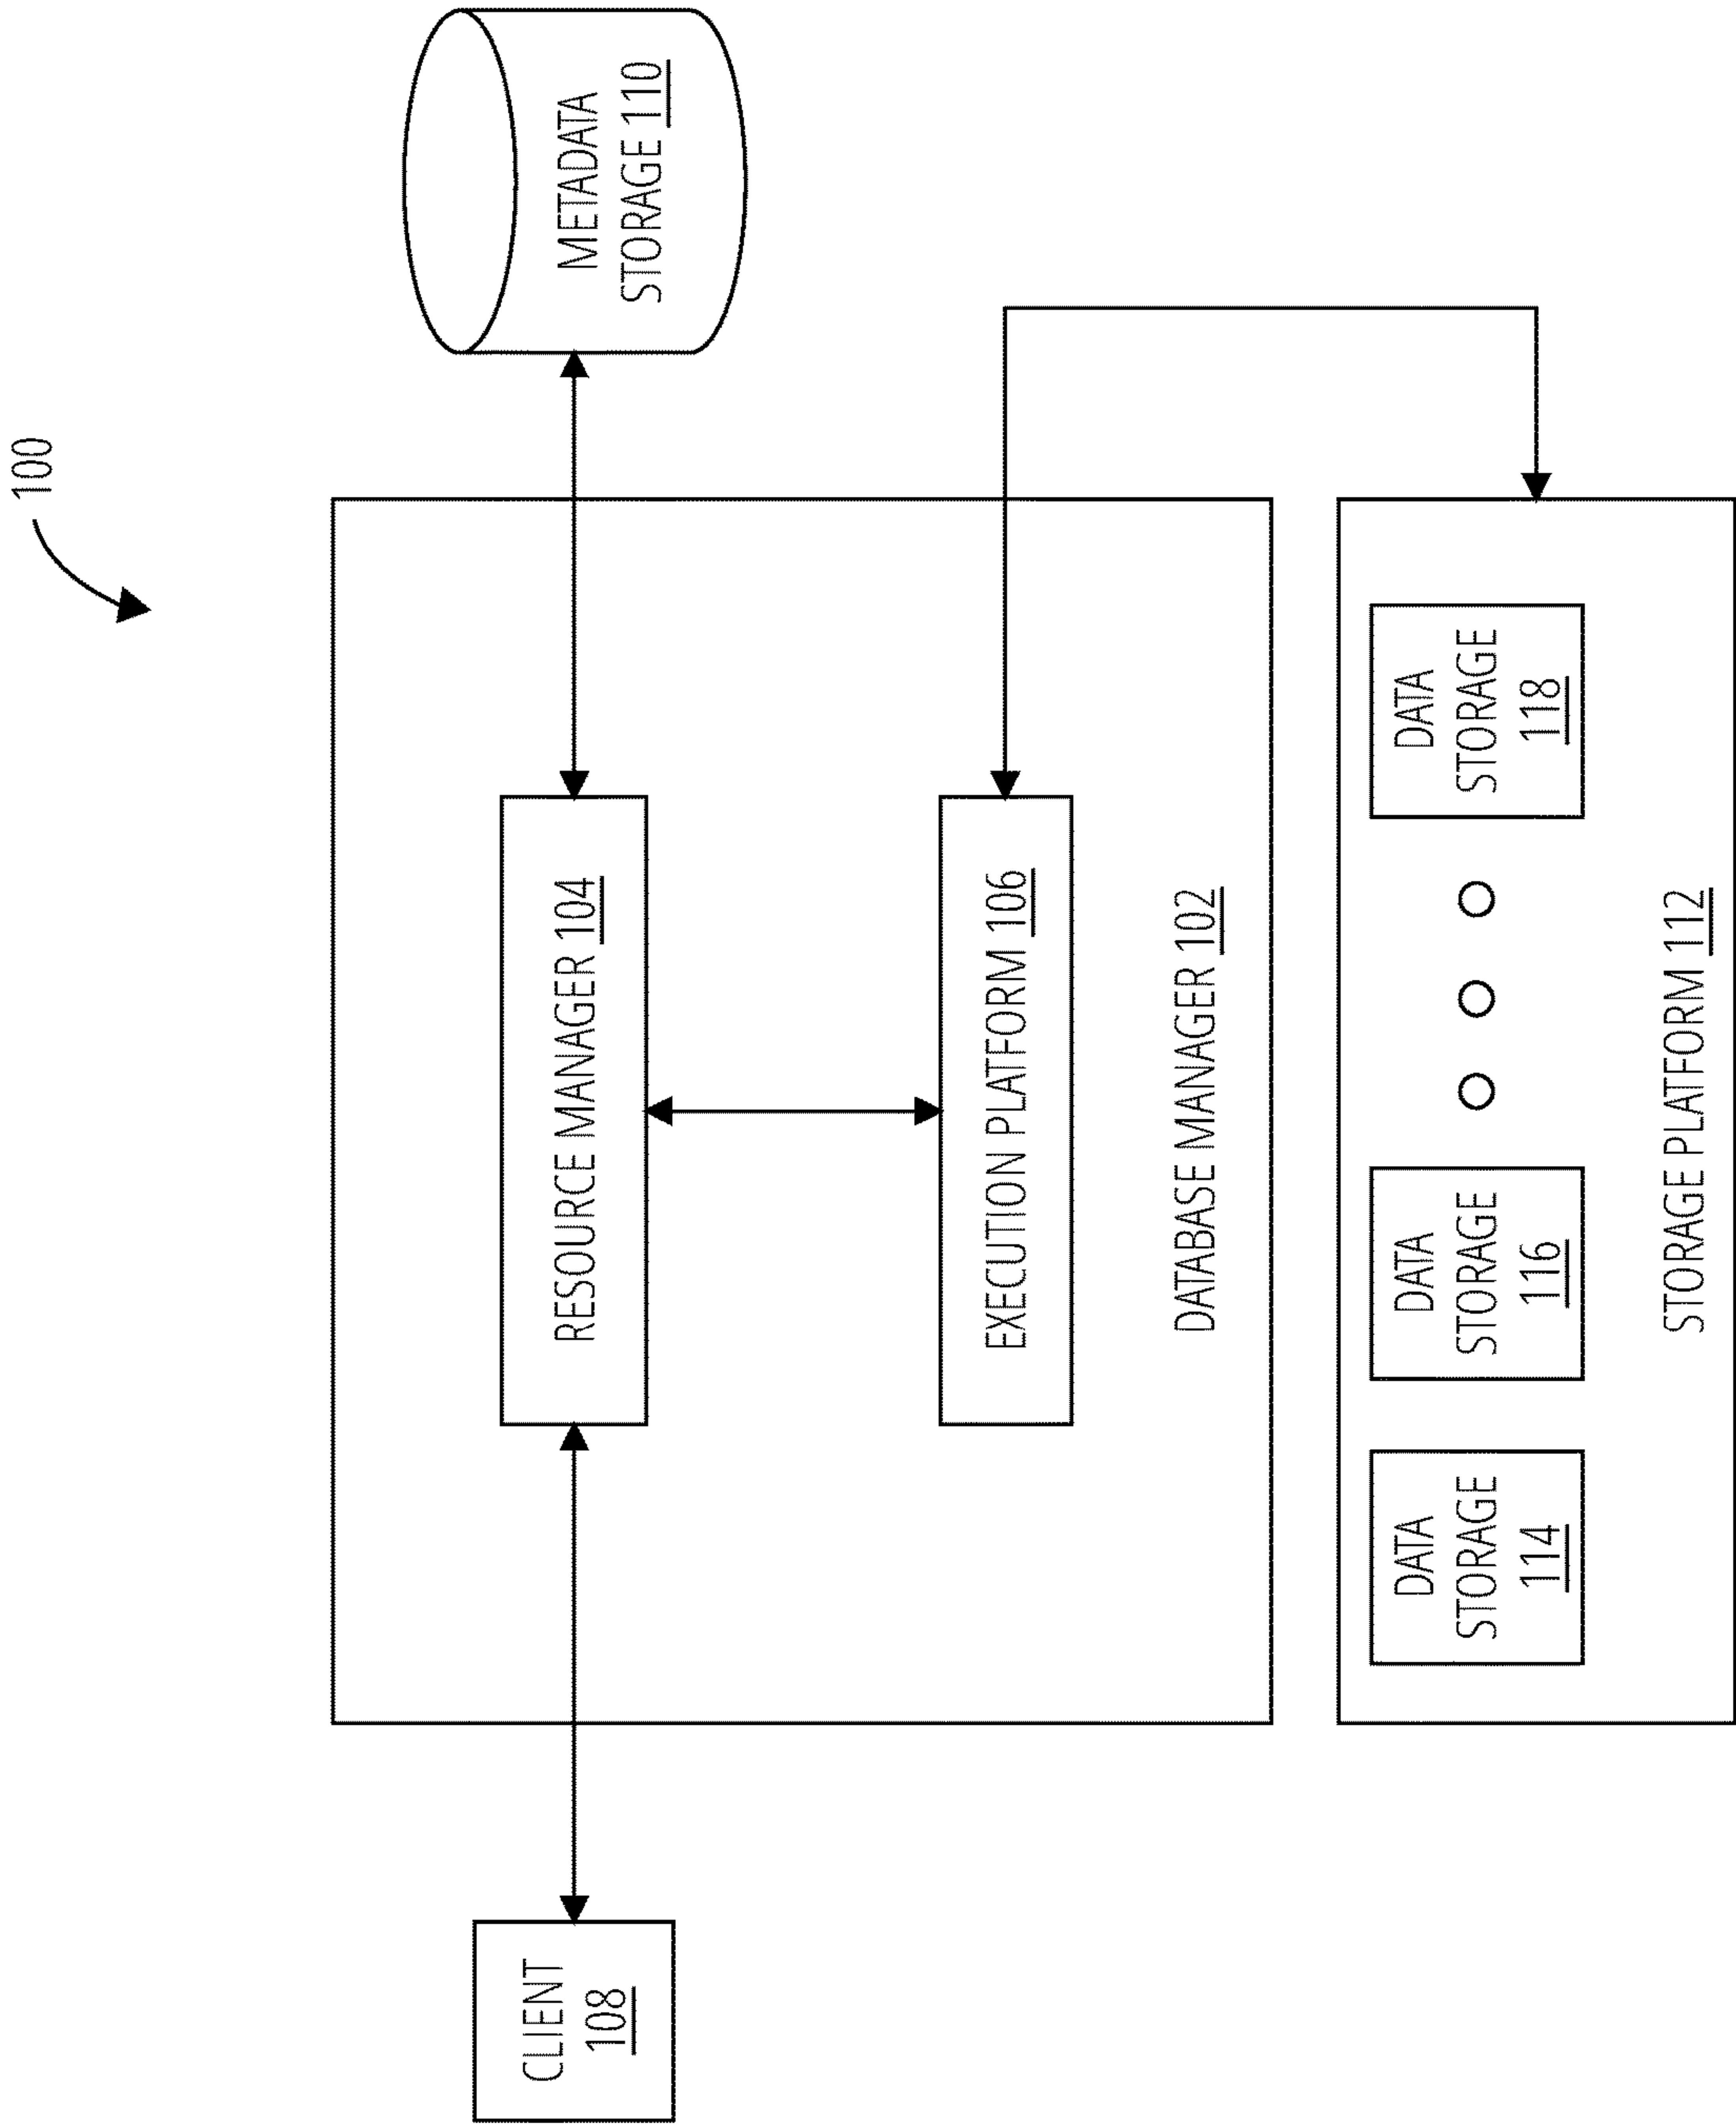 100
CLIENT
108
RESOURCE MANAGER 104
METADATA
STORAGE 110
EXECUTION PLATFORM 106
DATABASE MANAGER 102
DATA
STORAGE
114
DATA
STORAGE
116
DATA
STORAGE
118
STORAGE PLATFORM 112